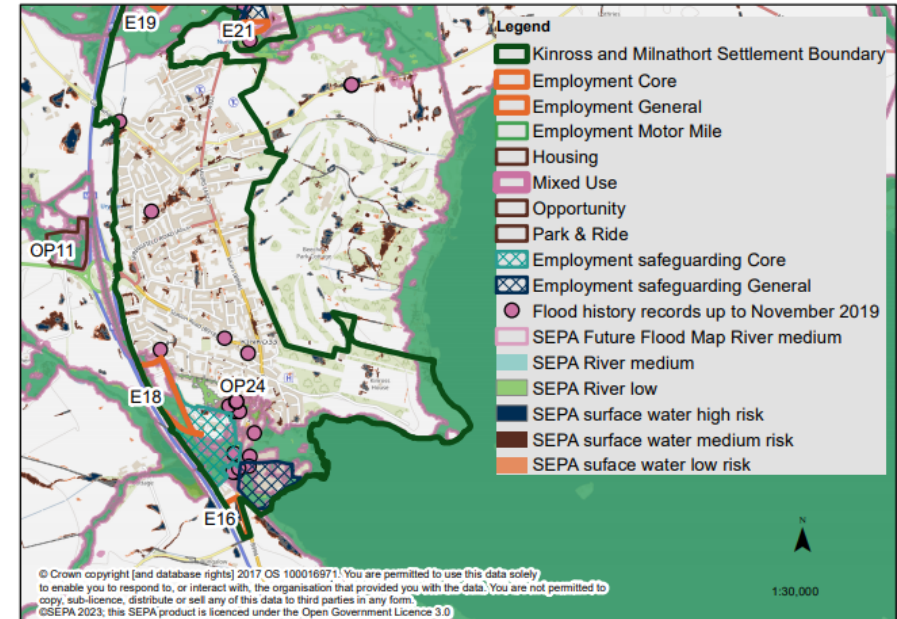 E19
E21
Legend
Kinross and Milnathort Settlement Boundary
Employment Core
Employment General
Employment Motor Mile
Housing
Mixed Use
Opportunity
Park & Ride
Employment safeguarding Core
Employment safeguarding General
Flood history records up to November 2019
SEPA Future Flood Map River medium
SEPA River medium
SEPA River low
SEPA surface water high risk
SEPA surface water medium risk
SEPA suface water low risk
OP11
Kinross
House
H
OP24
E18
E16
N
1:30,000
© Crown copyright [and database rights] 2017 OS 100016971. You are permitted to use this data solely
to enable you to respond to, or interact with, the organisation that provided you with the data. You are not permitted to
copy, sub-licence, distribute or sell any of this data to third parties in any form.
©SEPA 2023; this SEPA product is licenced under the Open Government Licence 3.0